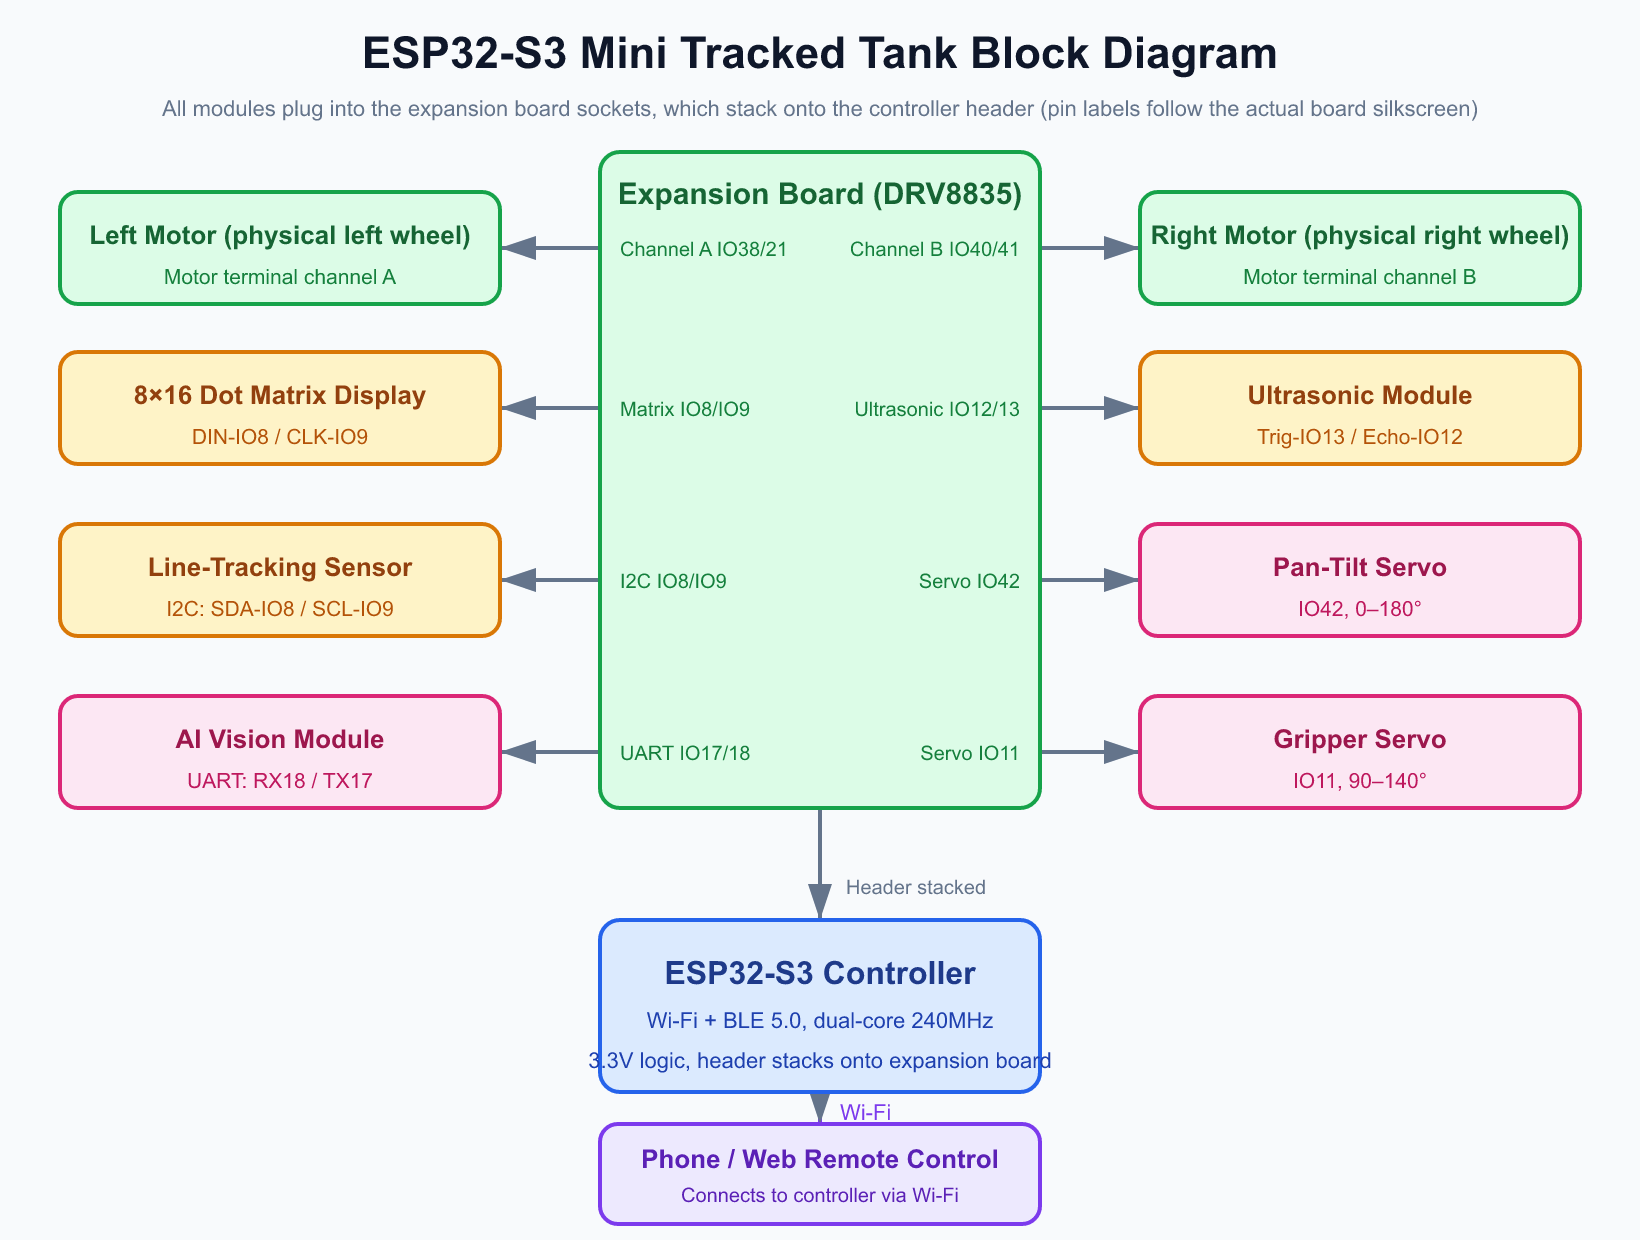 ESP32-S3 Mini Tracked Tank Block Diagram
All modules plug into the expansion board sockets, which stack onto the controller header (pin labels follow the actual board silkscreen)
Expansion Board (DRV8835)
Left Motor (physical left wheel)
Motor terminal channel A
Channel A IO38/21
Channel B IO40/41
Right Motor (physical right wheel)
Motor terminal channel B
8×16 Dot Matrix Display
DIN-IO8 / CLK-IO9
Matrix IO8/IO9
Ultrasonic IO12/13
Ultrasonic Module
Trig-IO13 / Echo-IO12
Line-Tracking Sensor
I2C: SDA-IO8 / SCL-IO9
I2C IO8/IO9
Servo IO42
Pan-Tilt Servo
IO42, 0–180°
AI Vision Module
UART: RX18 / TX17
UART IO17/18
Servo IO11
Gripper Servo
IO11, 90–140°
Header stacked
ESP32-S3 Controller
Wi-Fi + BLE 5.0, dual-core 240MHz
3.3V logic, header stacks onto expansion board
Wi-Fi
Phone / Web Remote Control
Connects to controller via Wi-Fi